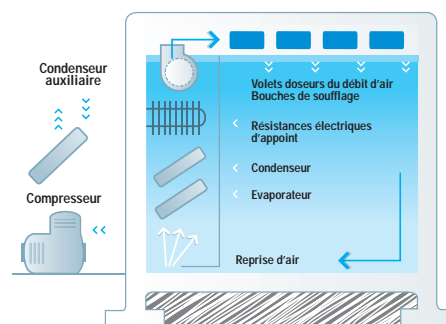 Condenseur
auxiliaire
Compresseur
Volets doseurs du débit d'air
Bouches de soufflage
Résistances électriques
d'appoint
Condenseur
Evaporateur
Reprise d'air